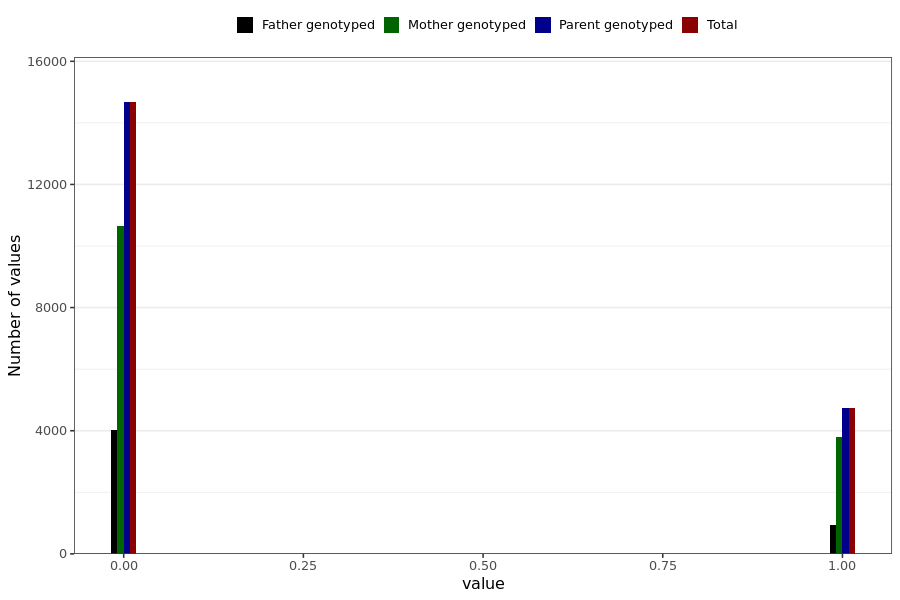 Father genotyped Mother genotyped Parent genotyped Total
16000
12000
8000
4000
0
Number of values
0.00 0.25 0.50 0.75 1.00
value